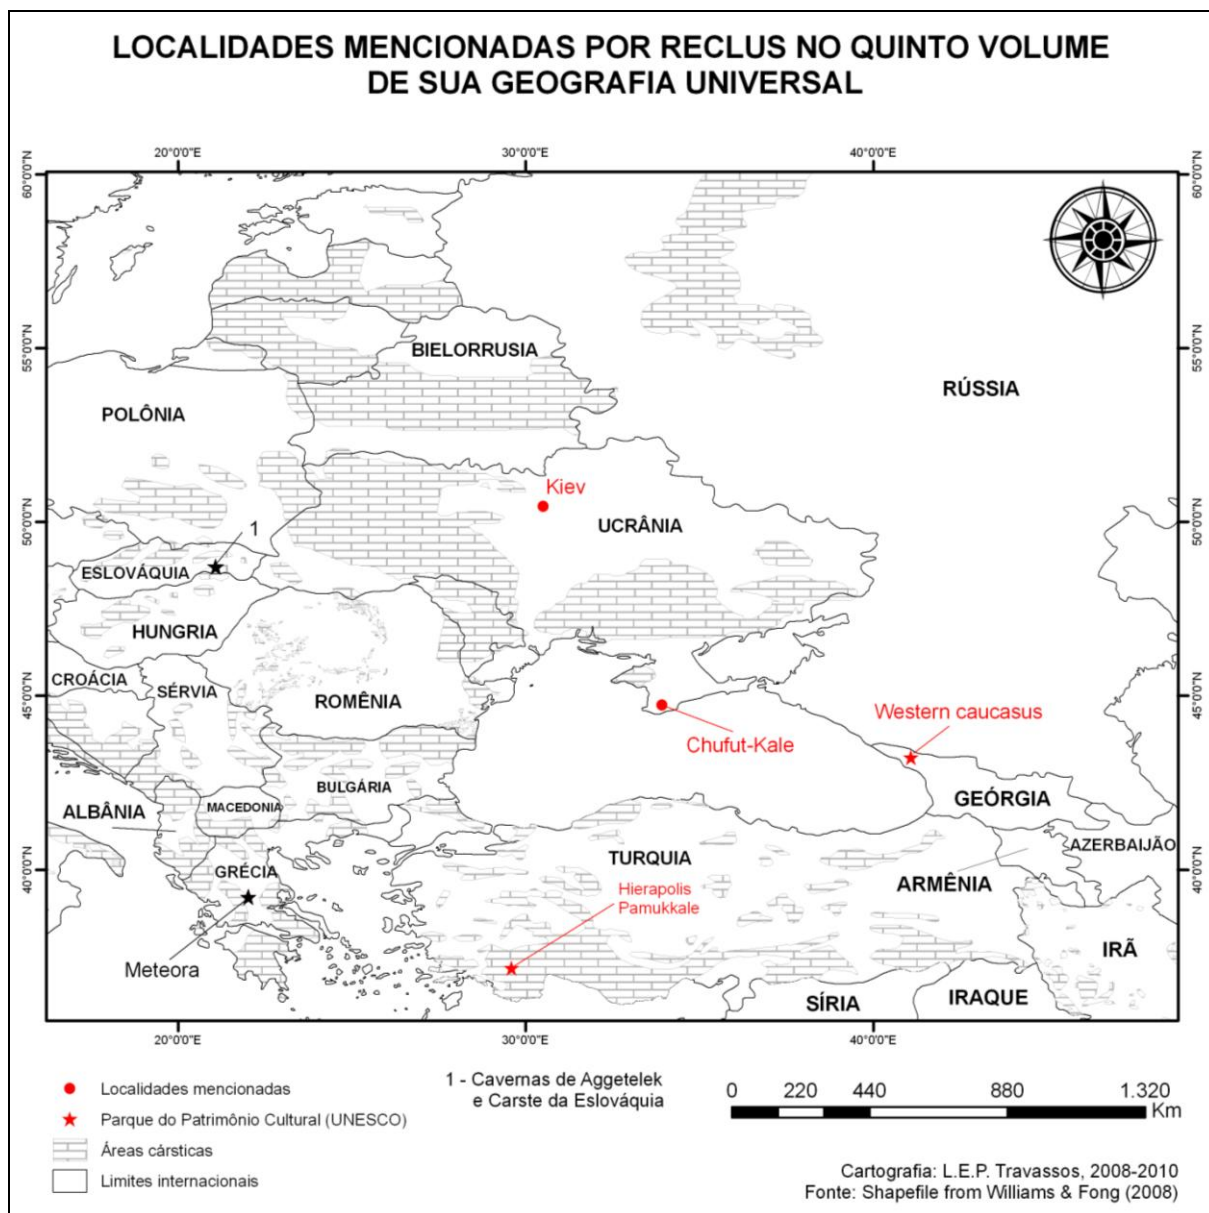 LOCALIDADES MENCIONADAS POR RECLUS NO QUINTO VOLUME
DE SUA GEOGRAFIA UNIVERSAL
20°0'0"E
30°0'0"E
40°0'0"E
60°0'0"N
60°0'0"N
55°0'0"N
55°0'0"N
50°0'0"N
50°0'0"N
45°0'0"N
45°0'0"N
40°0'0"N
40°0'0"N
BIELORRUSIA
RÚSSIA
POLÔNIA
Kiev
UCRÂNIA
1
ESLOVÁQUIA
HUNGRIA
CROÁCIA
SÉRVIA
ROMÊNIA
Chufut-Kale
Western caucasus
BULGÁRIA
GEÓRGIA
ALBÂNIA
MACEDONIA
AZERBAIJÃO
TURQUIA
GRÉCIA
ARMÊNIA
Hierapolis
Pamukkale
Meteora
IRÃ
SÍRIA
IRAQUE
20°0'0"E
30°0'0"E
40°0'0"E
Localidades mencionadas
Parque do Patrimônio Cultural (UNESCO)
Áreas cársticas
Limites internacionais
1 - Cavernas de Aggetelek
e Carste da Eslováquia
0 220 440 880 1.320
Km
Cartografia: L.E.P. Travassos, 2008-2010
Fonte: Shapefile from Williams & Fong (2008)